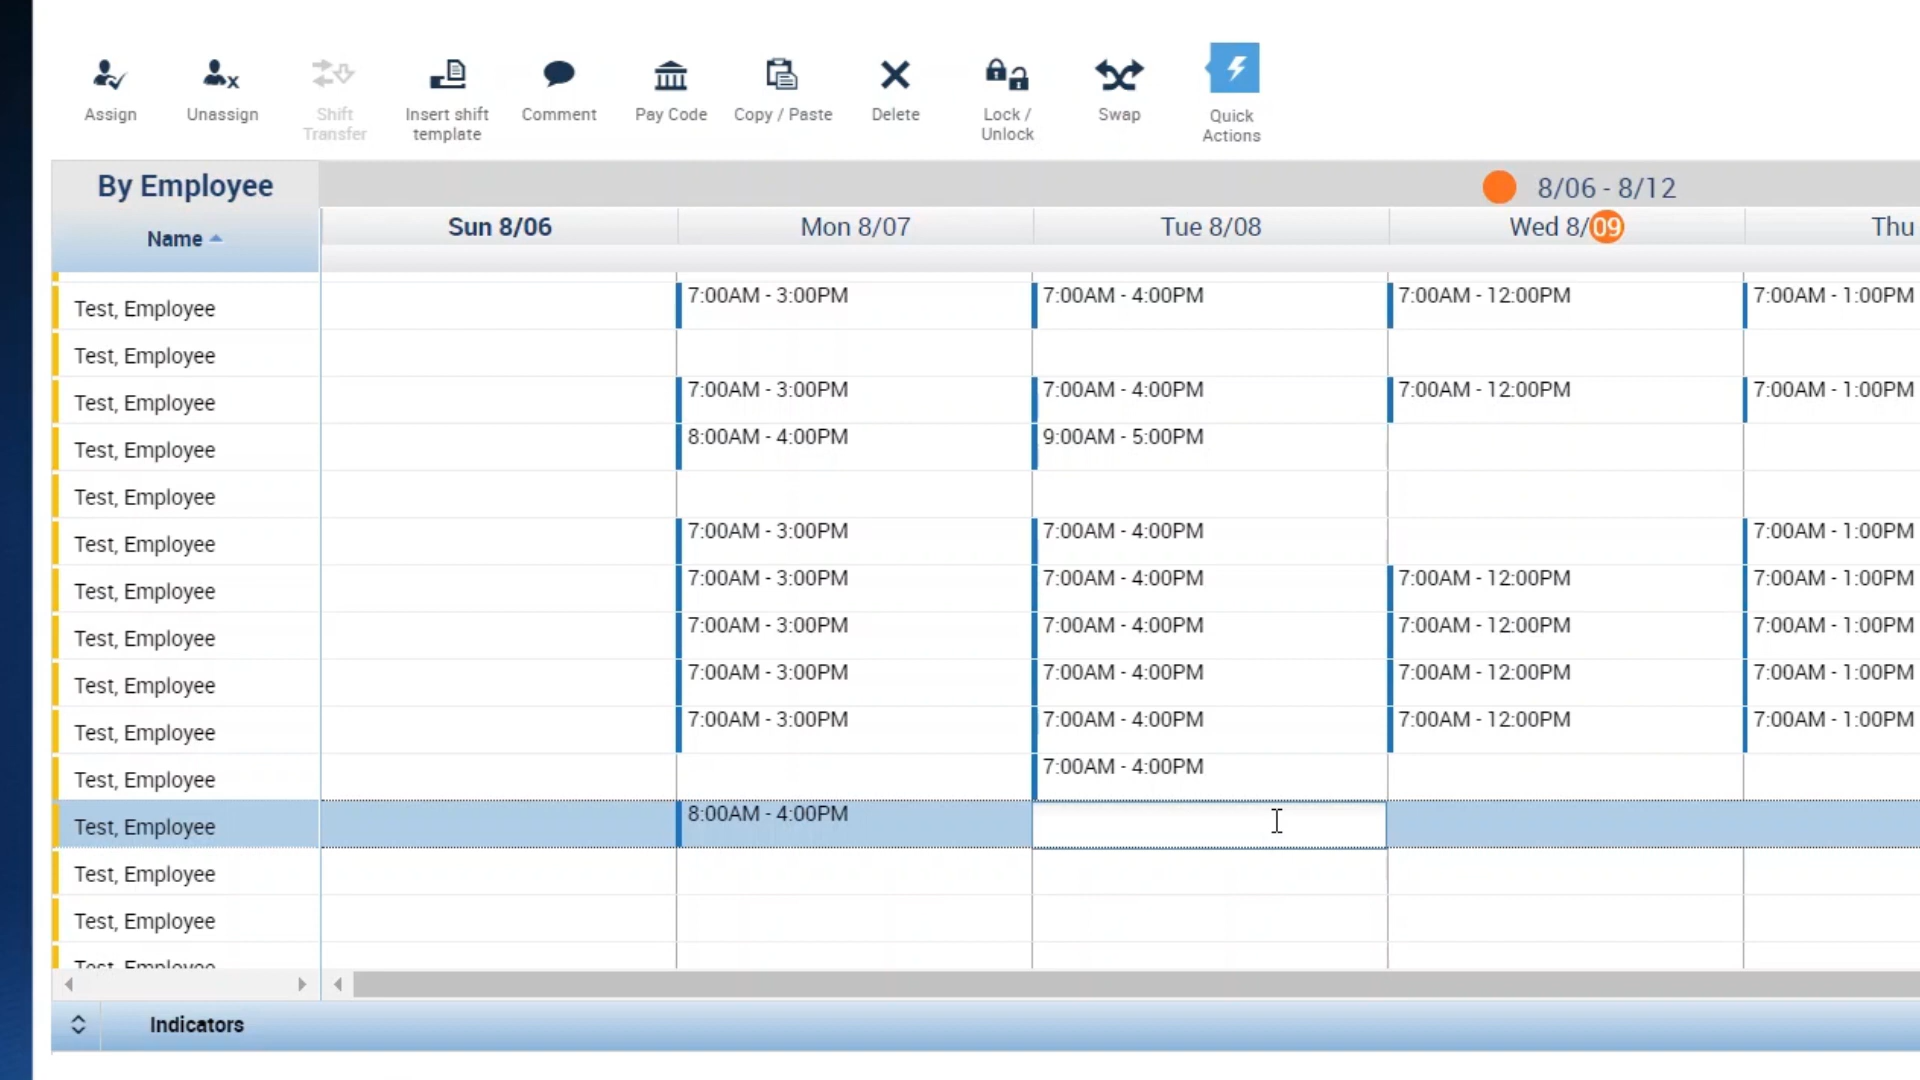 Assign Unassign Shift Transfer Insert shift template Comment Pay Code Copy / Paste Delete Lock / Unlock Swap Quick Actions
By Employee 8/06 - 8/12
Name Sun 8/06 Mon 8/07 Tue 8/08 Wed 8/09 Thu
Test, Employee 7:00AM - 3:00PM 7:00AM - 4:00PM 7:00AM - 12:00PM 7:00AM - 1:00PM
Test, Employee
Test, Employee 7:00AM - 3:00PM 7:00AM - 4:00PM 7:00AM - 12:00PM 7:00AM - 1:00PM
Test, Employee 8:00AM - 4:00PM 9:00AM - 5:00PM
Test, Employee
Test, Employee 7:00AM - 3:00PM 7:00AM - 4:00PM 7:00AM - 1:00PM
Test, Employee 7:00AM - 3:00PM 7:00AM - 4:00PM 7:00AM - 12:00PM 7:00AM - 1:00PM
Test, Employee 7:00AM - 3:00PM 7:00AM - 4:00PM 7:00AM - 12:00PM 7:00AM - 1:00PM
Test, Employee 7:00AM - 3:00PM 7:00AM - 4:00PM 7:00AM - 12:00PM 7:00AM - 1:00PM
Test, Employee 7:00AM - 3:00PM 7:00AM - 4:00PM 7:00AM - 12:00PM 7:00AM - 1:00PM
Test, Employee 7:00AM - 4:00PM
Test, Employee 8:00AM - 4:00PM
Test, Employee
Test, Employee
Test, Employee
Indicators